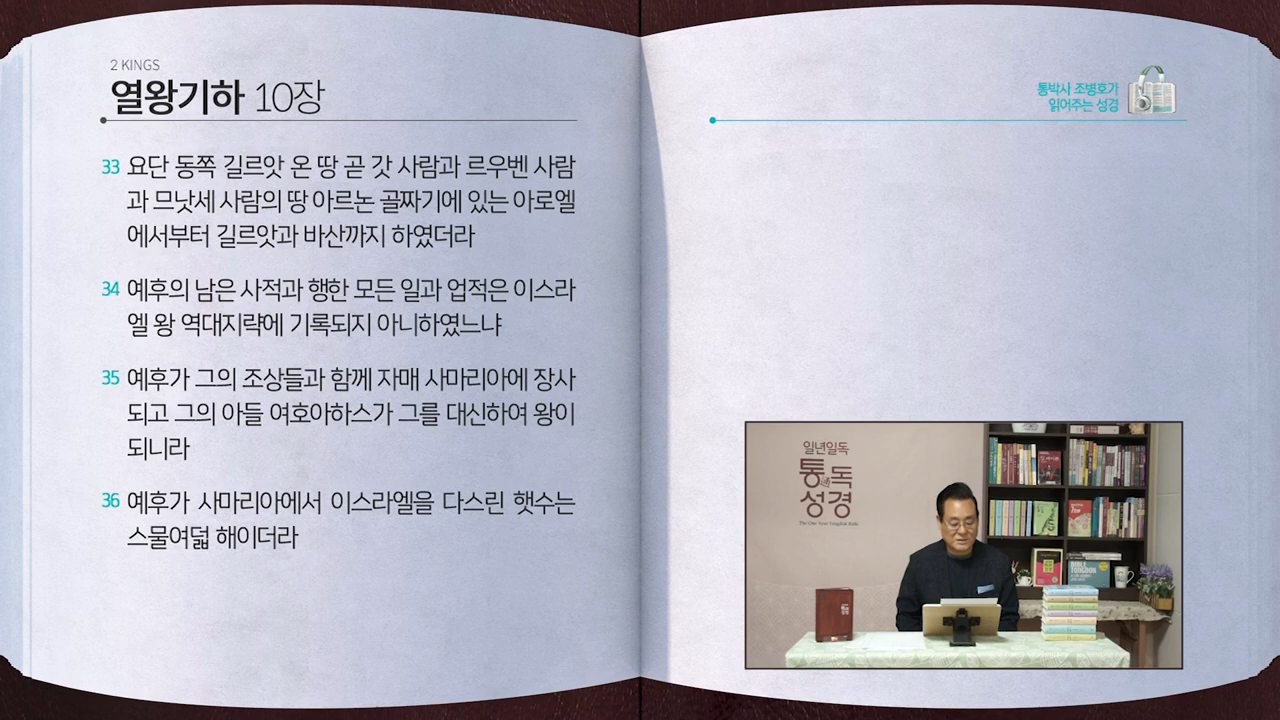 2 KINGS
열왕기하 10장
33 요단 동쪽 길르앗 온 땅 곧 갓 사람과 르우벤 사람
과 므낫세 사람의 땅 아르논 골짜기에 있는 아로엘
에서부터 길르앗과 바산까지 하였더라
34 예후의 남은 사적과 행한 모든 일과 업적은 이스라
엘 왕 역대지략에 기록되지 아니하였느냐
35 예후가 그의 조상들과 함께 자매 사마리아에 장사
되고 그의 아들 여호아하스가 그를 대신하여 왕이
되니라
36 예후가 사마리아에서 이스라엘을 다스린 햇수는
스물여덟 해이더라
통박사 조병호가
읽어주는 성경
일년일독
통독
성경
The One Year Tongdok Bible
BIBLE
TONGDOK